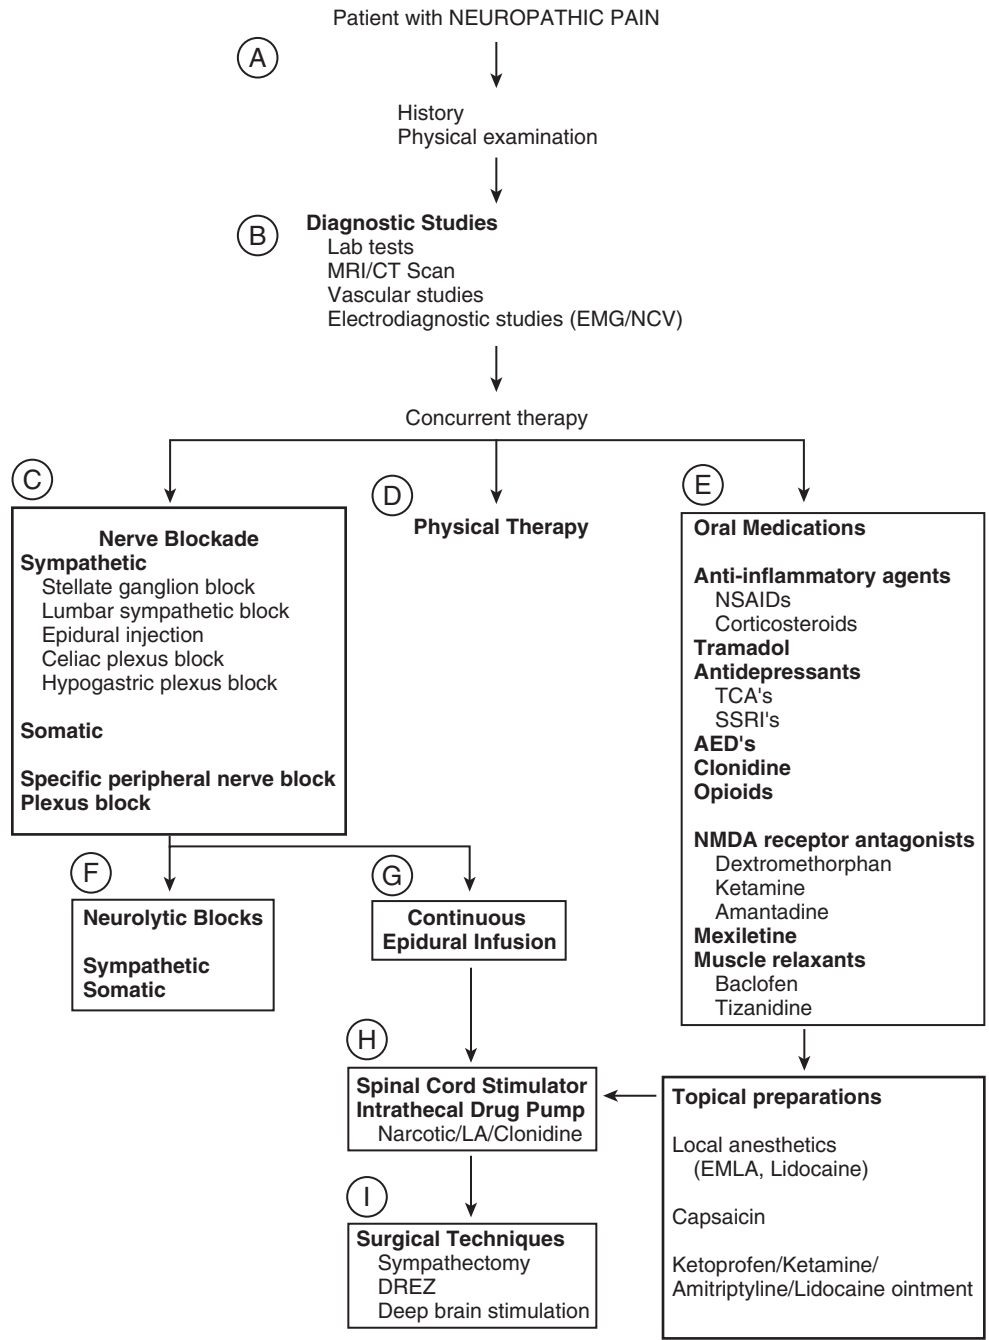 Patient with NEUROPATHIC PAIN
A
History
Physical examination
B
Diagnostic Studies
Lab tests
MRI/CT Scan
Vascular studies
Electrodiagnostic studies (EMG/NCV)
Concurrent therapy
C
Nerve Blockade
Sympathetic
Stellate ganglion block
Lumbar sympathetic block
Epidural injection
Celiac plexus block
Hypogastric plexus block
Somatic
Specific peripheral nerve block
Plexus block
D
Physical Therapy
E
Oral Medications
Anti-inflammatory agents
NSAIDs
Corticosteroids
Tramadol
Antidepressants
TCA's
SSRI's
AED's
Clonidine
Opioids
NMDA receptor antagonists
Dextromethorphan
Ketamine
Amantadine
Mexiletine
Muscle relaxants
Baclofen
Tizanidine
F
Neurolytic Blocks
Sympathetic
Somatic
G
Continuous
Epidural Infusion
H
Spinal Cord Stimulator
Intrathecal Drug Pump
Narcotic/LA/Clonidine
Topical preparations
Local anesthetics
(EMLA, Lidocaine)
Capsaicin
Ketoprofen/Ketamine/
Amitriptyline/Lidocaine ointment
I
Surgical Techniques
Sympathectomy
DREZ
Deep brain stimulation